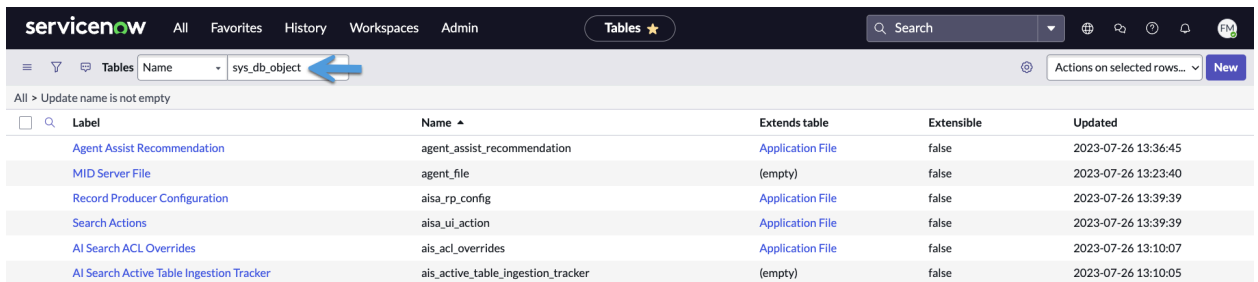 servicenow All Favorites History Workspaces Admin Tables Search FM
Tables Name sys_db_object Actions on selected rows... New
All > Update name is not empty
Label Name Extends table Extensible Updated
Agent Assist Recommendation agent_assist_recommendation Application File false 2023-07-26 13:36:45
MID Server File agent_file (empty) false 2023-07-26 13:23:40
Record Producer Configuration aisa_rp_config Application File false 2023-07-26 13:39:39
Search Actions aisa_ui_action Application File false 2023-07-26 13:39:39
AI Search ACL Overrides ais_acl_overrides Application File false 2023-07-26 13:10:07
AI Search Active Table Ingestion Tracker ais_active_table_ingestion_tracker (empty) false 2023-07-26 13:10:05